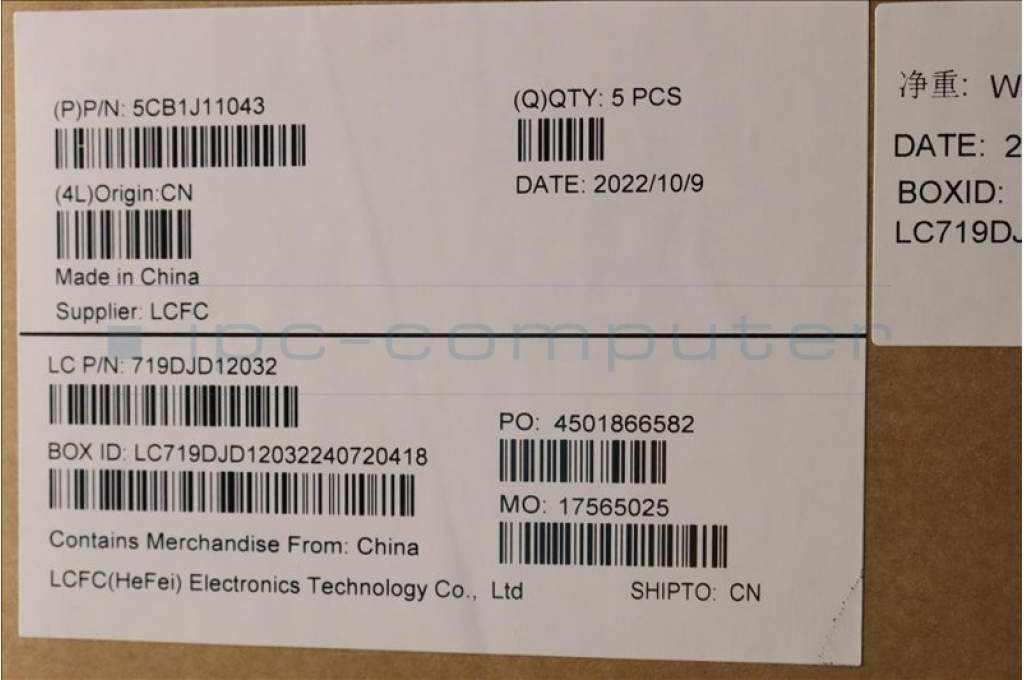 (P)P/N: 5CB1J11043
(Q)QTY: 5 PCS
DATE: 2022/10/9
(4L)Origin:CN
Made in China
Supplier: LCFC
ipc-computer
LC P/N: 719DJD12032
BOX ID: LC719DJD12032240720418
PO: 4501866582
MO: 17565025
Contains Merchandise From: China
LCFC(HeFei) Electronics Technology Co., Ltd
SHIPTO: CN
净重: W
DATE: 2
BOXID:
LC719DJ